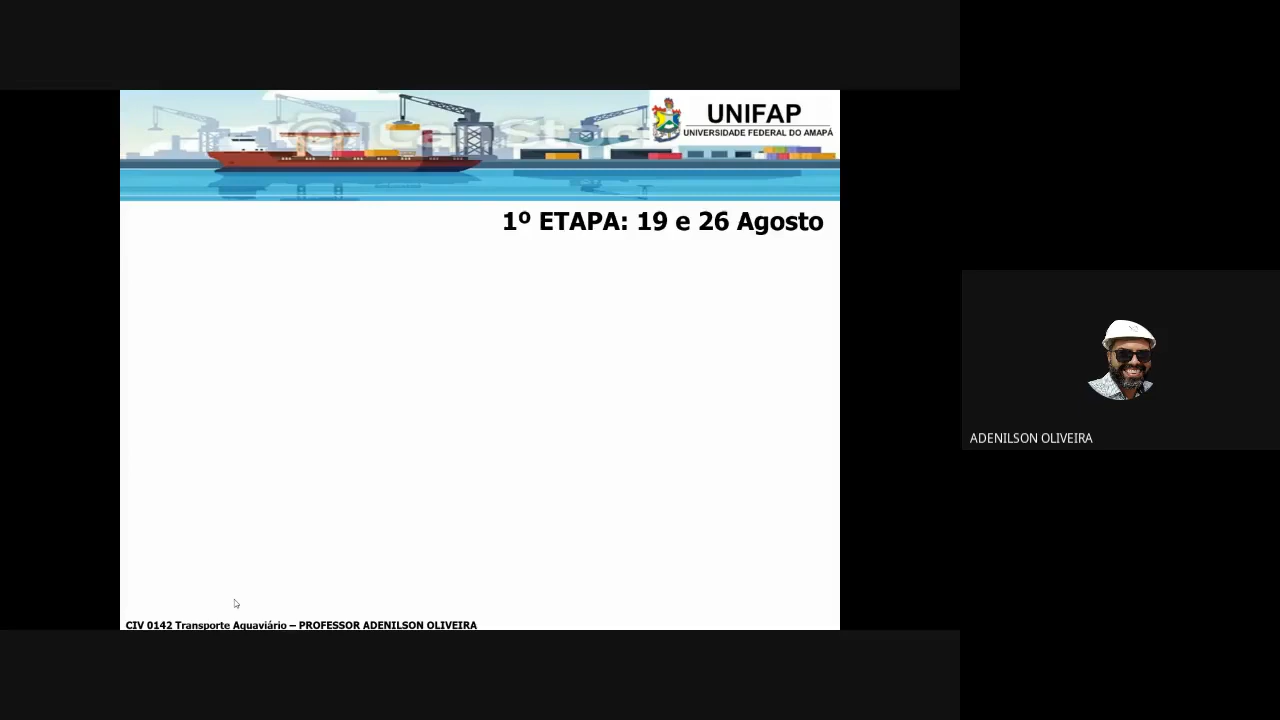 UNIFAP
UNIVERSIDADE FEDERAL DO AMAPÁ
1º ETAPA: 19 e 26 Agosto
ADENILSON OLIVEIRA
CIV 0142 Transporte Aquaviário – PROFESSOR ADENILSON OLIVEIRA